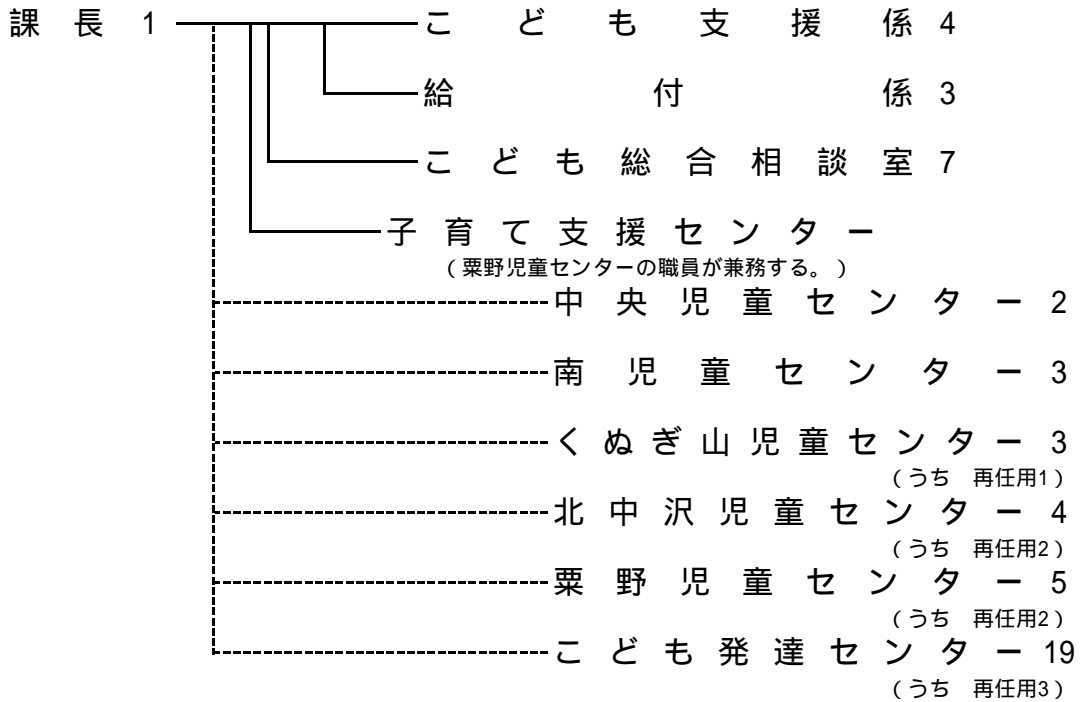 課長 1 こども支援係 4
給付係 3
こども総合相談室 7
子育て支援センター
（粟野児童センターの職員が兼務する。）
中央児童センター 2
南児童センター 3
くぬぎ山児童センター 3
（うち　再任用1）
北中沢児童センター 4
（うち　再任用2）
粟野児童センター 5
（うち　再任用2）
こども発達センター 19
（うち　再任用3）